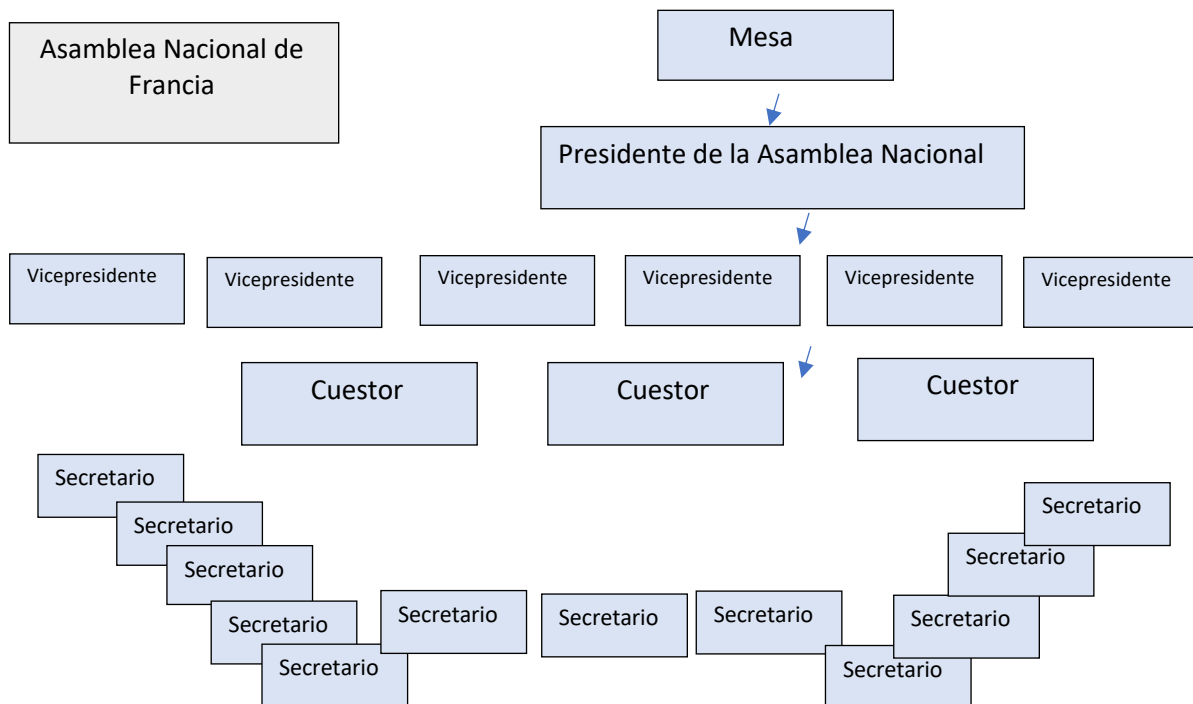 Asamblea Nacional de
Francia
Mesa
Presidente de la Asamblea Nacional
Vicepresidente
Vicepresidente
Vicepresidente
Vicepresidente
Vicepresidente
Vicepresidente
Cuestor
Cuestor
Cuestor
Secretario
Secretario
Secretario
Secretario
Secretario
Secretario
Secretario
Secretario
Secretario
Secretario
Secretario
Secretario